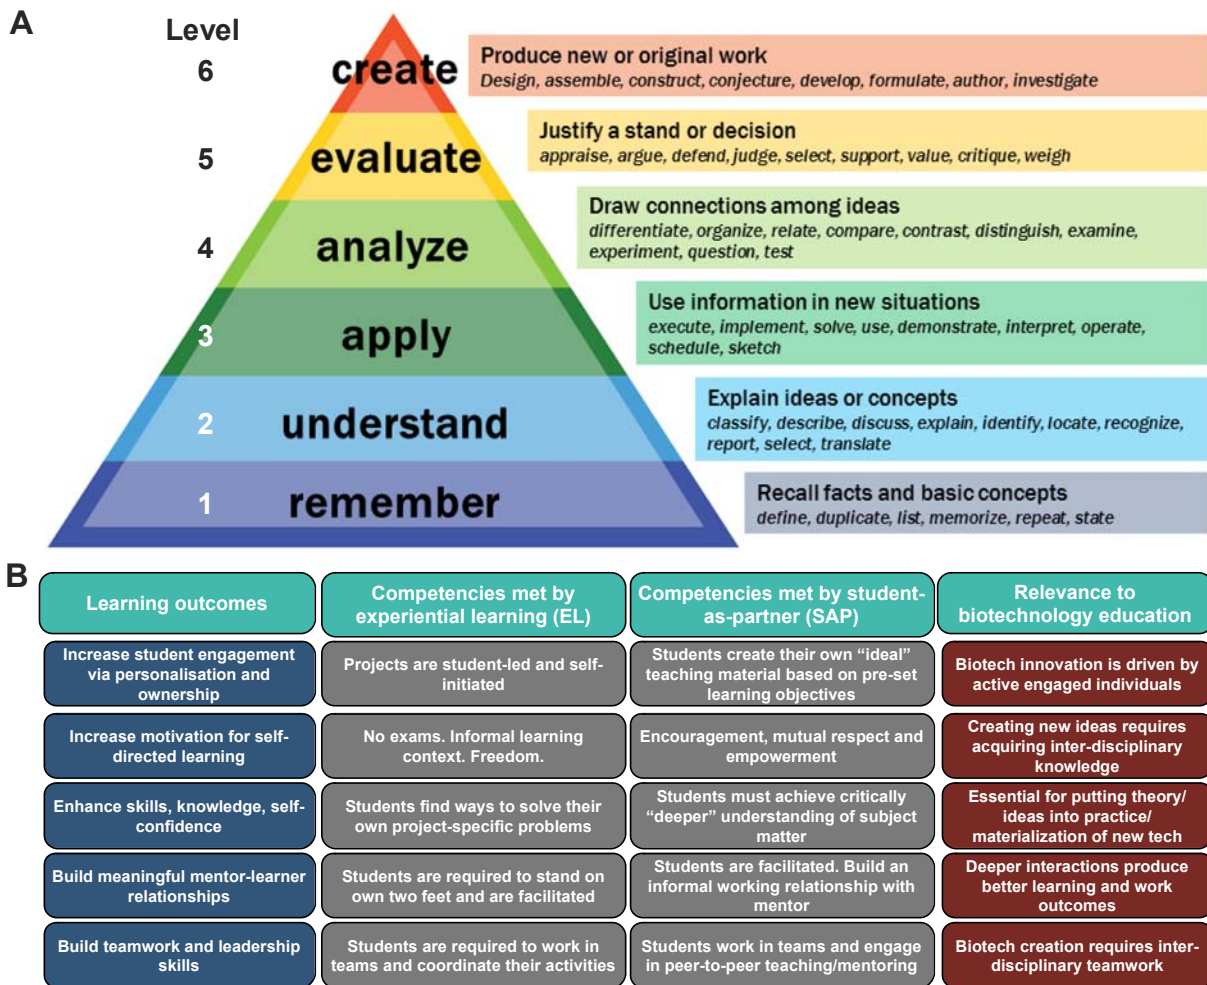 A
Level
6
create
Produce new or original work
Design, assemble, construct, conjecture, develop, formulate, author, investigate
5
evaluate
Justify a stand or decision
appraise, argue, defend, judge, select, support, value, critique, weigh
4
analyze
Draw connections among ideas
differentiate, organize, relate, compare, contrast, distinguish, examine,
experiment, question, test
3
apply
Use information in new situations
execute, implement, solve, use, demonstrate, interpret, operate,
schedule, sketch
2
understand
Explain ideas or concepts
classify, describe, discuss, explain, identify, locate, recognize,
report, select, translate
1
remember
Recall facts and basic concepts
define, duplicate, list, memorize, repeat, state
B
Learning outcomes
Competencies met by
experiential learning (EL)
Competencies met by student-
as-partner (SAP)
Relevance to
biotechnology education
Increase student engagement
via personalisation and
ownership
Projects are student-led and self-
initiated
Students create their own “ideal”
teaching material based on pre-set
learning objectives
Biotech innovation is driven by
active engaged individuals
Increase motivation for self-
directed learning
No exams. Informal learning
context. Freedom.
Encouragement, mutual respect and
empowerment
Creating new ideas requires
acquiring inter-disciplinary
knowledge
Enhance skills, knowledge, self-
confidence
Students find ways to solve their
own project-specific problems
Students must achieve critically
“deeper” understanding of subject
matter
Essential for putting theory/
ideas into practice/
materialization of new tech
Build meaningful mentor-learner
relationships
Students are required to stand on
own two feet and are facilitated
Students are facilitated. Build an
informal working relationship with
mentor
Deeper interactions produce
better learning and work
outcomes
Build teamwork and leadership
skills
Students are required to work in
teams and coordinate their activities
Students work in teams and engage
in peer-to-peer teaching/mentoring
Biotech creation requires inter-
disciplinary teamwork